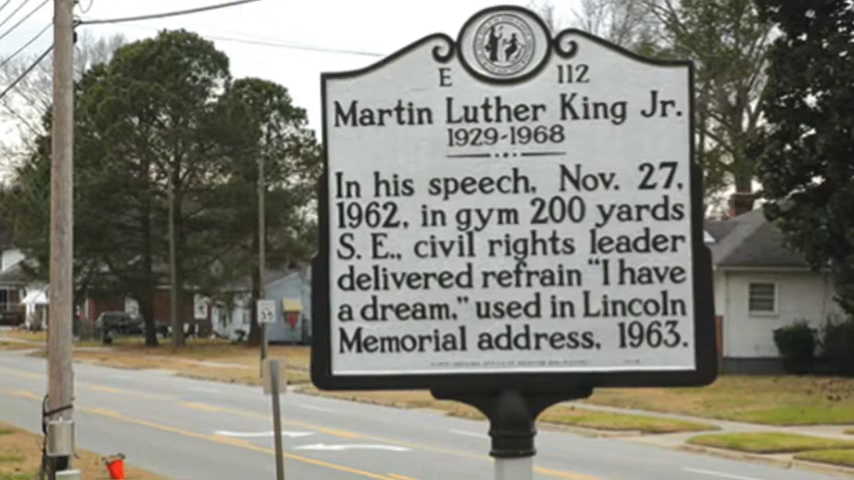 E 112
Martin Luther King Jr.
1929-1968
In his speech, Nov. 27,
1962, in gym 200 yards
S. E., civil rights leader
delivered refrain “I have
a dream,” used in Lincoln
Memorial address, 1963.